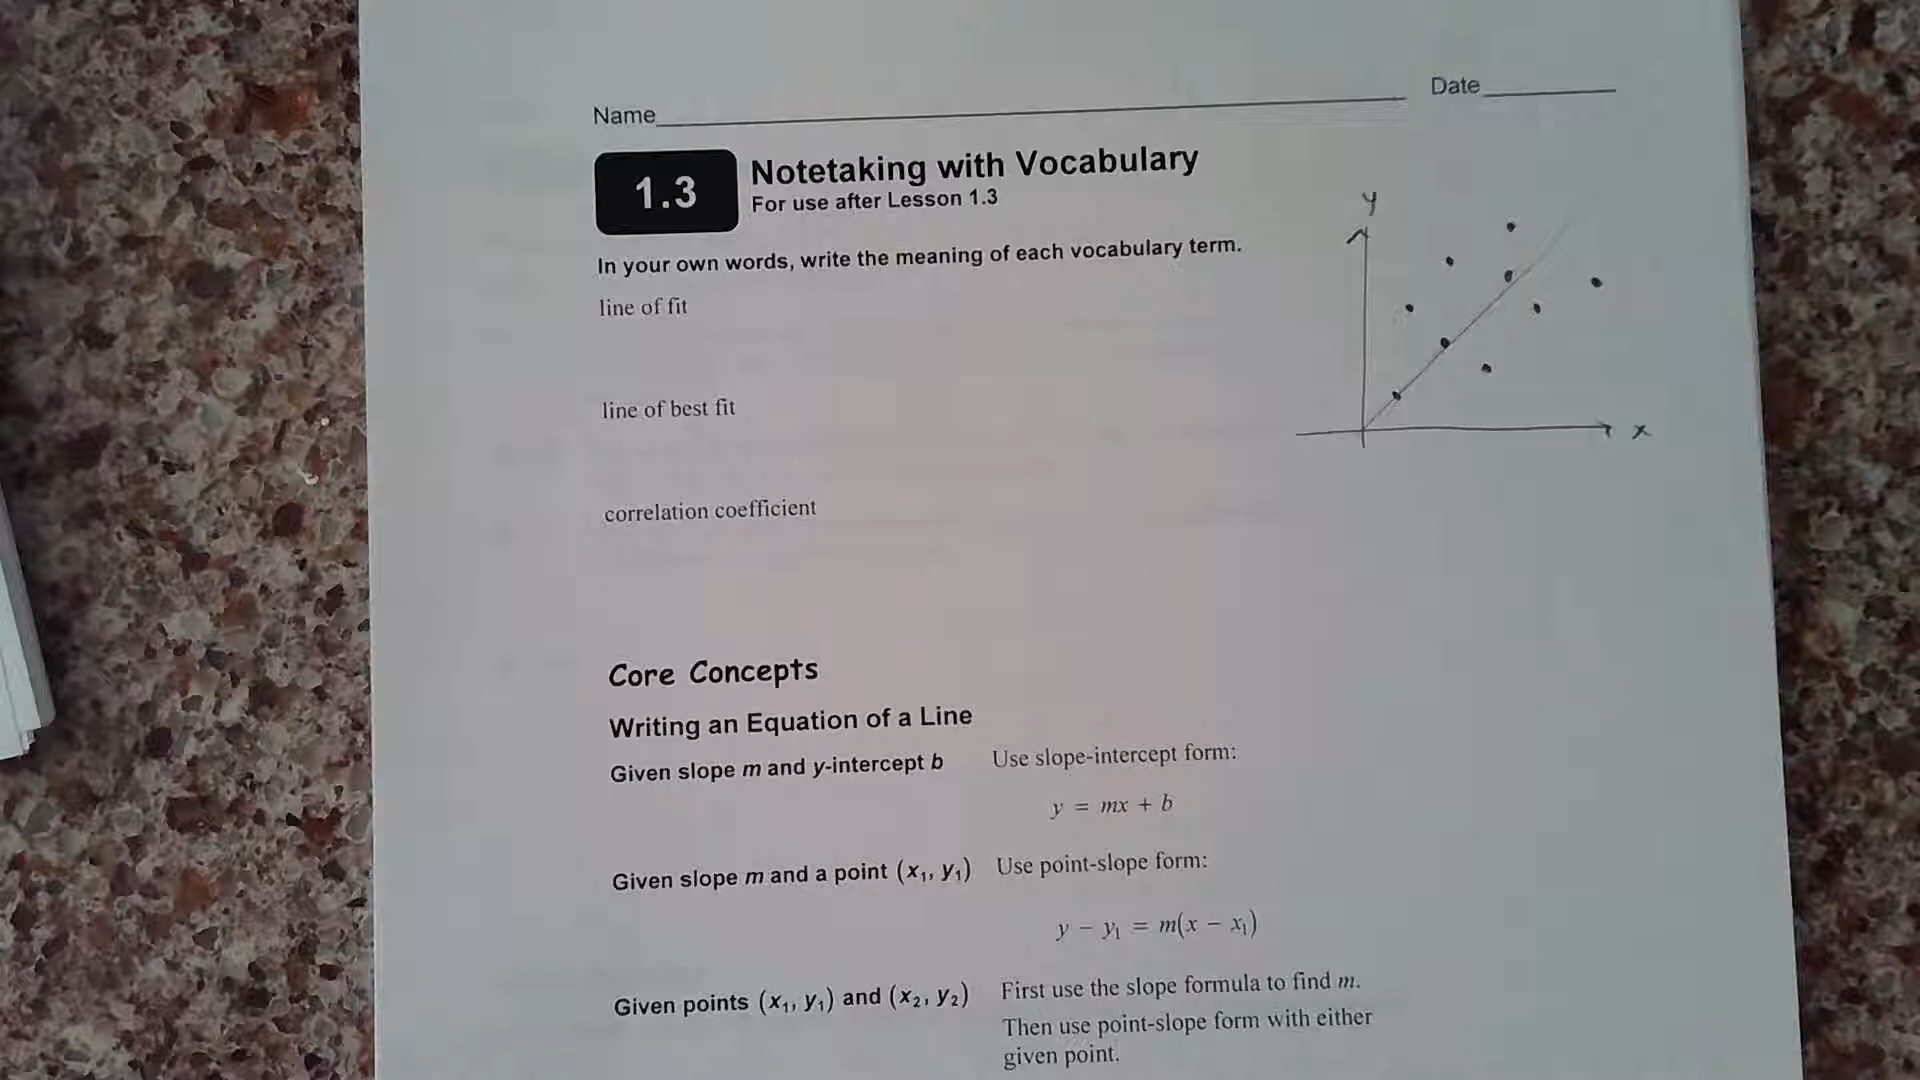 Name
Date
1.3
Notetaking with Vocabulary
For use after Lesson 1.3
In your own words, write the meaning of each vocabulary term.
line of fit
line of best fit
correlation coefficient
y
x
Core Concepts
Writing an Equation of a Line
Given slope m and y-intercept b
Use slope-intercept form:
y = mx + b
Given slope m and a point (x₁, y₁)
Use point-slope form:
y − y₁ = m(x − x₁)
Given points (x₁, y₁) and (x₂, y₂)
First use the slope formula to find m.
Then use point-slope form with either
given point.